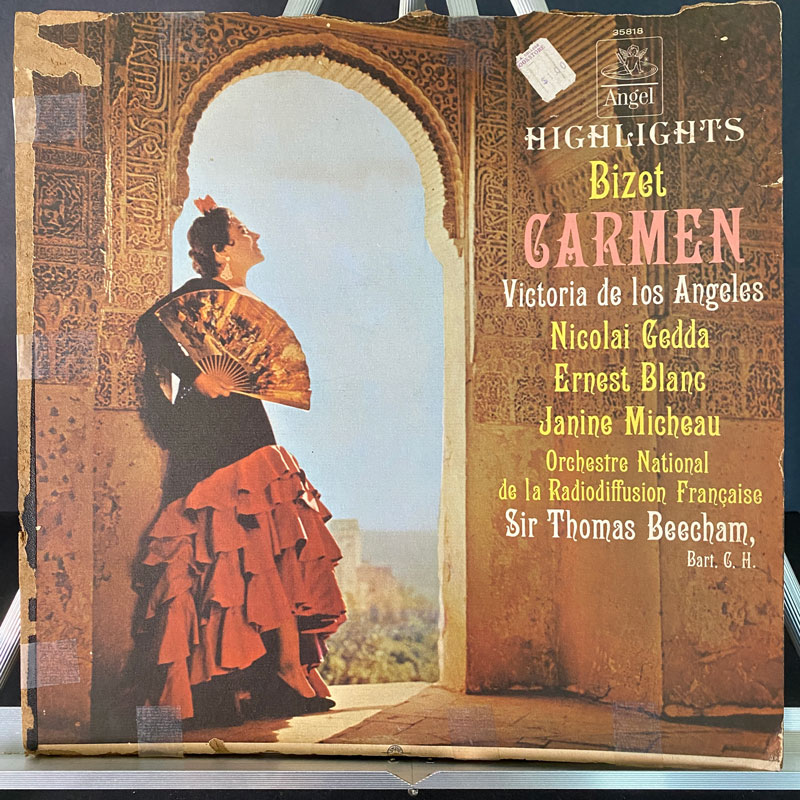 35818
Angel
HIGHLIGHTS
Bizet
CARMEN
Victoria de los Angeles
Nicolai Gedda
Ernest Blanc
Janine Micheau
Orchestre National
de la Radiodiffusion Française
Sir Thomas Beecham,
Bart. C. H.